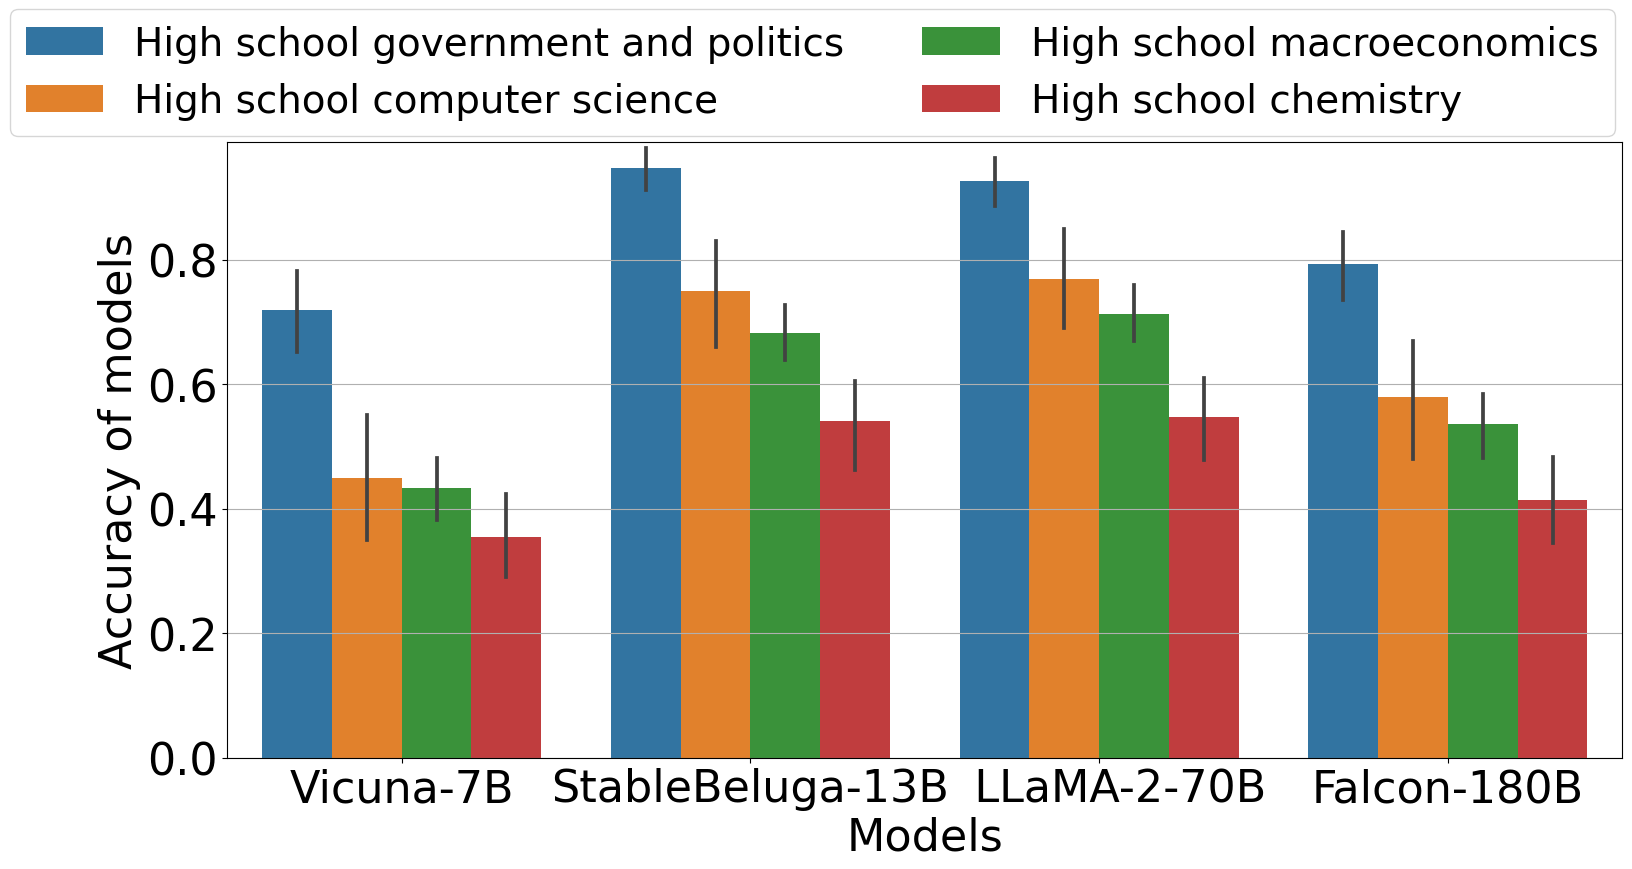 High school government and politics
High school computer science
High school macroeconomics
High school chemistry
Accuracy of models
0.8
0.6
0.4
0.2
0.0
Vicuna-7B StableBeluga-13B LLaMA-2-70B Falcon-180B
Models